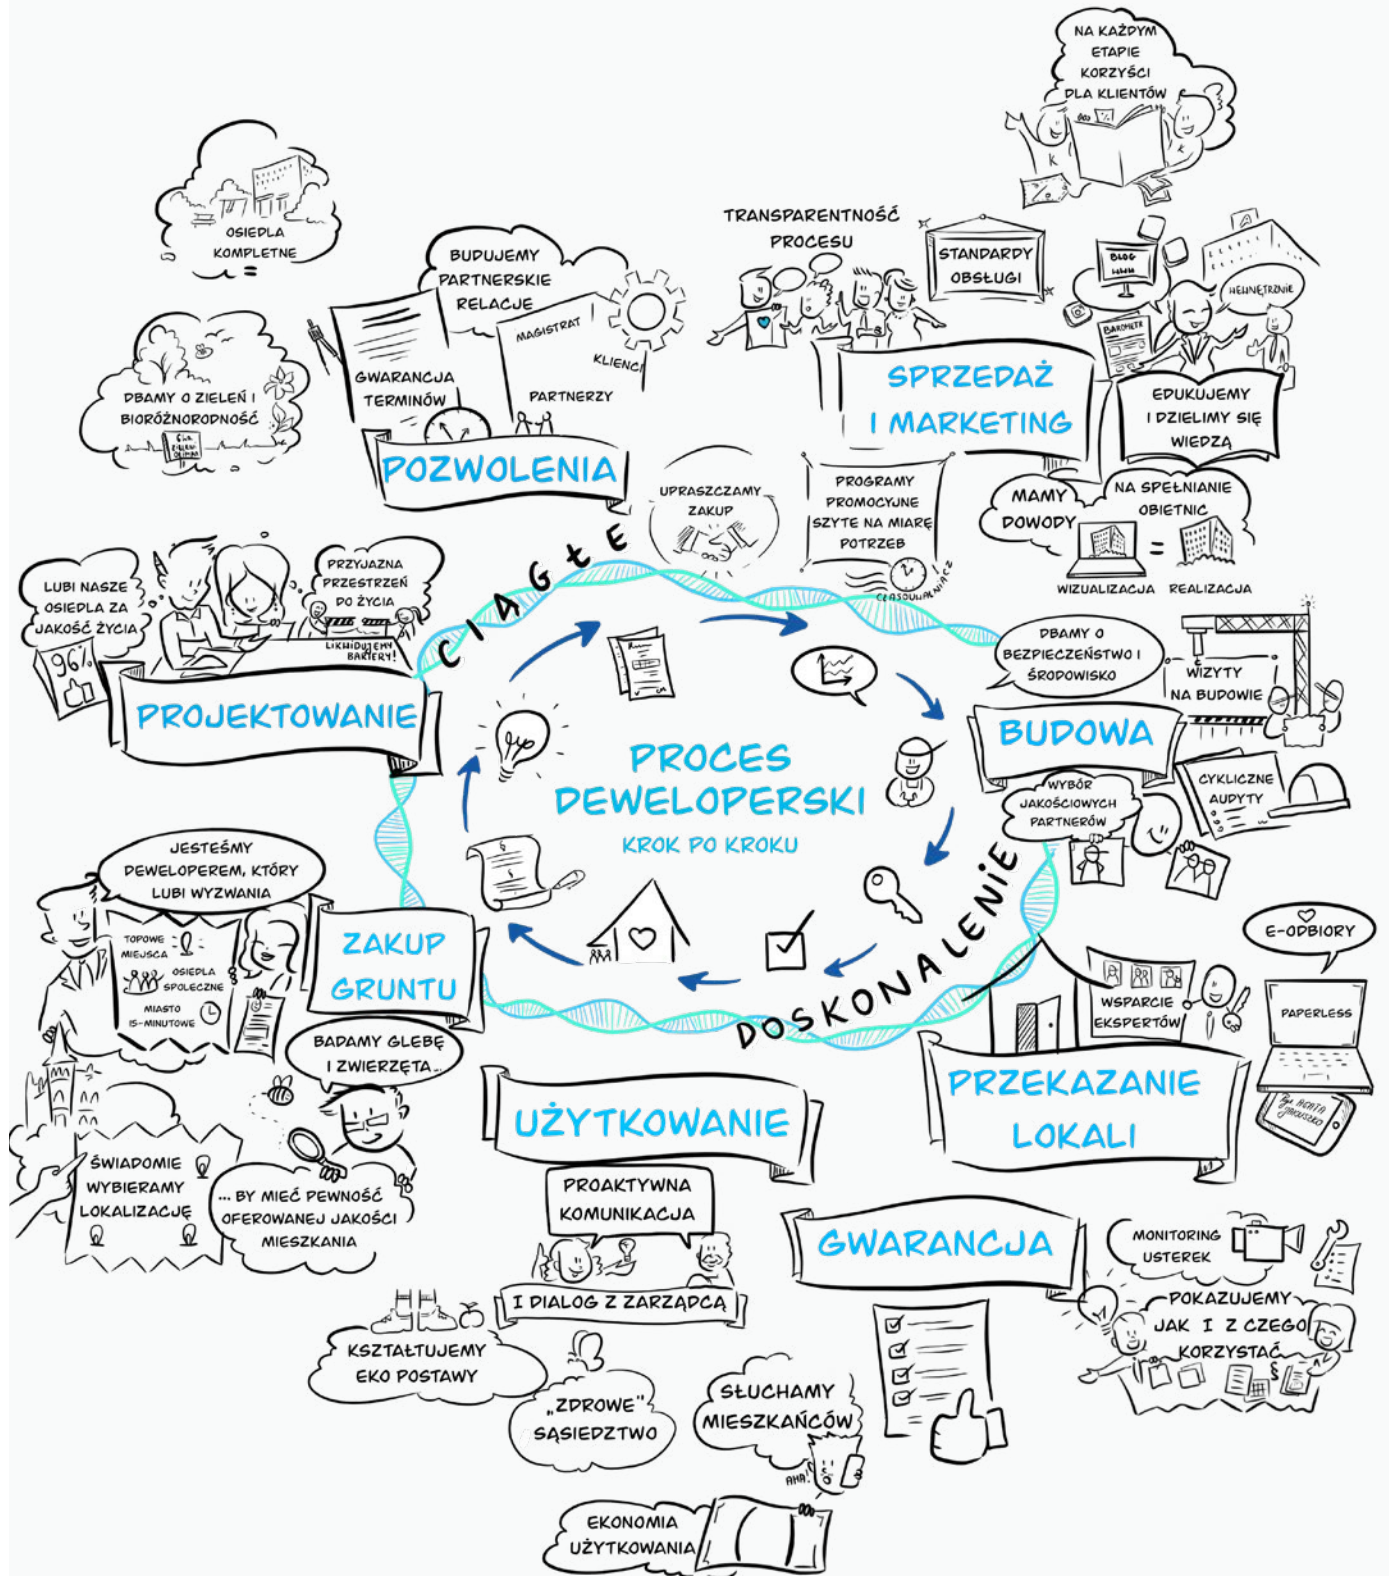 NA KAŻDYM
ETAPIE
KORZYŚCI
DLA KLIENTÓW
K
K
OSIEDLA
KOMPLETNE
=
DBAMY O ZIELEŃ I
BIORÓŻNORODNOŚĆ
BUDUJEMY
PARTNERSKIE
RELACJE
MAGISTRAT
KLIENCI
PARTNERZY
GWARANCJA
TERMINÓW
POZWOLENIA
TRANSPARENTNOŚĆ
PROCESU
STANDARDY
OBSŁUGI
BLOG
WWW
A
BAROMETR
SPRZEDAŻ
I MARKETING
EDUKUJEMY
I DZIELIMY SIĘ
WIEDZĄ
UPRASZCZAMY
ZAKUP
PROGRAMY
PROMOCYJNE
SZYTE NA MIARĘ
POTRZEB
MAMY
DOWODY
NA SPEŁNIANIE
OBIETNIC
=
WIZUALIZACJA
REALIZACJA
LUBI NASZE
OSIEDLA ZA
JAKOŚĆ ŻYCIA
96%
PRZYJAZNA
PRZESTRZEŃ
DO ŻYCIA
LIKWIDUJEMY
BARIERY!
PROJEKTOWANIE
CIĄGŁE
DBAMY O
BEZPIECZEŃSTWO I
ŚRODOWISKO
WIZYTY
NA BUDOWIE
BUDOWA
CYKLICZNE
AUDYTY
WYBÓR
JAKOŚCIOWYCH
PARTNERÓW
PROCES
DEWELOPERSKI
KROK PO KROKU
DOSKONALENIE
JESTEŚMY
DEWELOPEREM, KTÓRY
LUBI WYZWANIA
TOPOWE
MIEJSCA
OSIEDLA
SPOŁECZNE
MIASTO
15-MINUTOWE
ZAKUP
GRUNTU
BADAMY GLEBĘ
I ZWIERZĘTA...
ŚWIADOMIE
WYBIERAMY
LOKALIZACJĘ
... BY MIEĆ PEWNOŚĆ
OFEROWANEJ JAKOŚCI
MIESZKANIA
E-ODBIORY
WSPARCIE
EKSPERTÓW
PAPERLESS
PRZEKAZANIE
LOKALI
UŻYTKOWANIE
PROAKTYWNA
KOMUNIKACJA
I DIALOG Z ZARZĄDCĄ
KSZTAŁTUJEMY
EKO POSTAWY
„ZDROWE"
SĄSIEDZTWO
SŁUCHAMY
MIESZKAŃCÓW
AHA!
EKONOMIA
UŻYTKOWANIA
GWARANCJA
MONITORING
USTEREK
POKAZUJEMY
JAK I Z CZEGO
KORZYSTAĆ